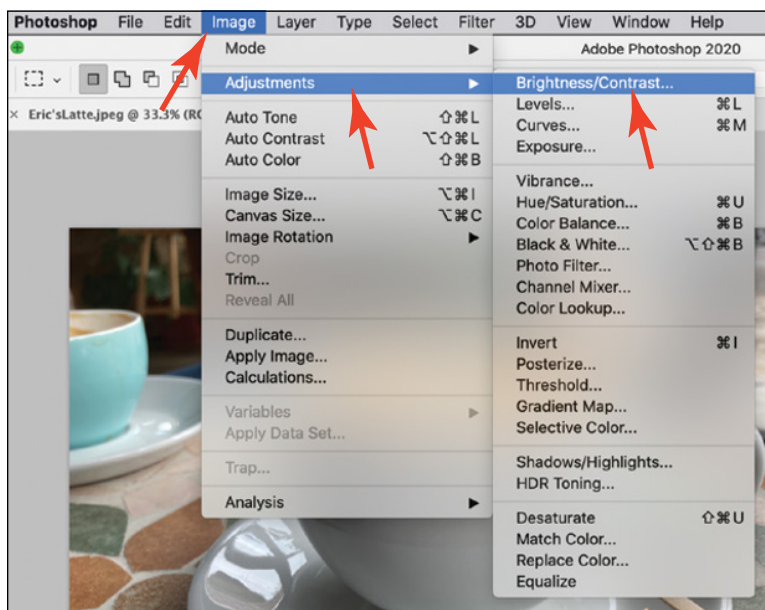 Photoshop File Edit Image Layer Type Select Filter 3D View Window Help
Adobe Photoshop 2020
× Eric'sLatte.jpeg @ 33.3% (RG
Mode ▶
Adjustments ▶
Auto Tone ⇧⌘L
Auto Contrast ⌥⇧⌘L
Auto Color ⇧⌘B
Image Size... ⌥⌘I
Canvas Size... ⌥⌘C
Image Rotation ▶
Crop
Trim...
Reveal All
Duplicate...
Apply Image...
Calculations...
Variables ▶
Apply Data Set...
Trap...
Analysis ▶
Brightness/Contrast...
Levels... ⌘L
Curves... ⌘M
Exposure...
Vibrance...
Hue/Saturation... ⌘U
Color Balance... ⌘B
Black & White... ⌥⇧⌘B
Photo Filter...
Channel Mixer...
Color Lookup...
Invert ⌘I
Posterize...
Threshold...
Gradient Map...
Selective Color...
Shadows/Highlights...
HDR Toning...
Desaturate ⇧⌘U
Match Color...
Replace Color...
Equalize